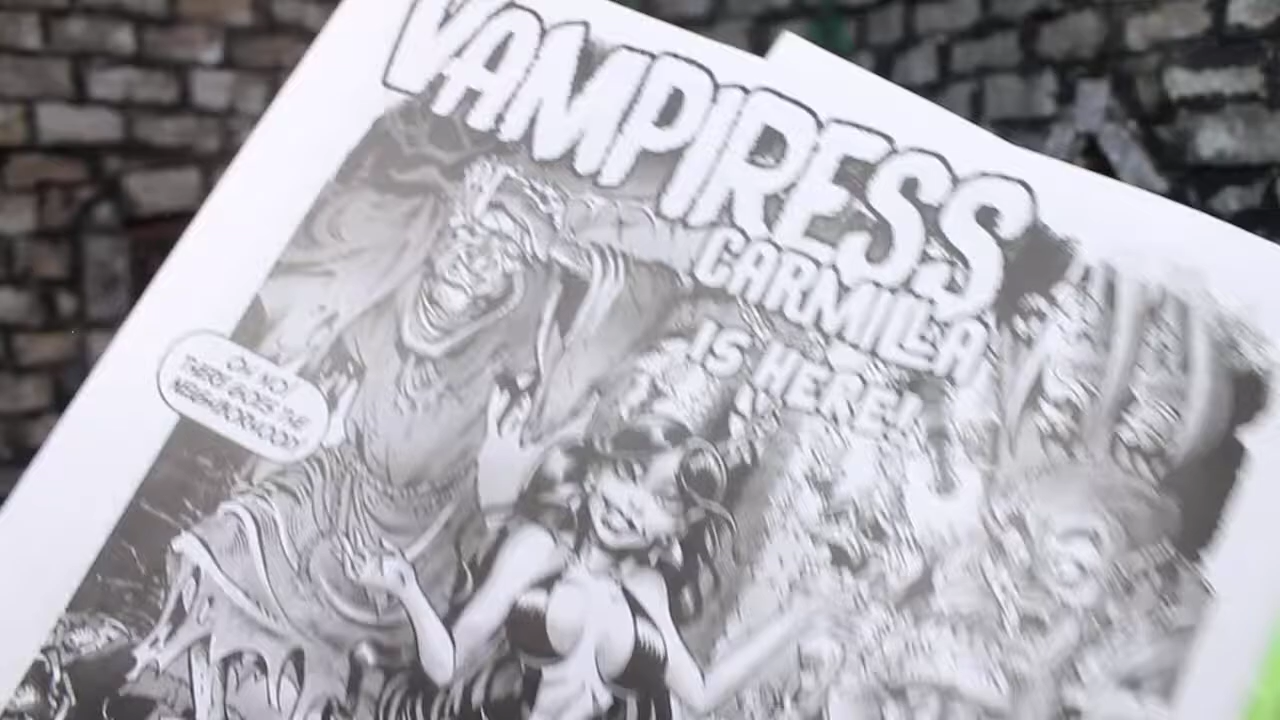 VAMPIRESS
CARMILLA
IS HERE!
OH NO!
THERE GOES THE
NEIGHBORHOOD!